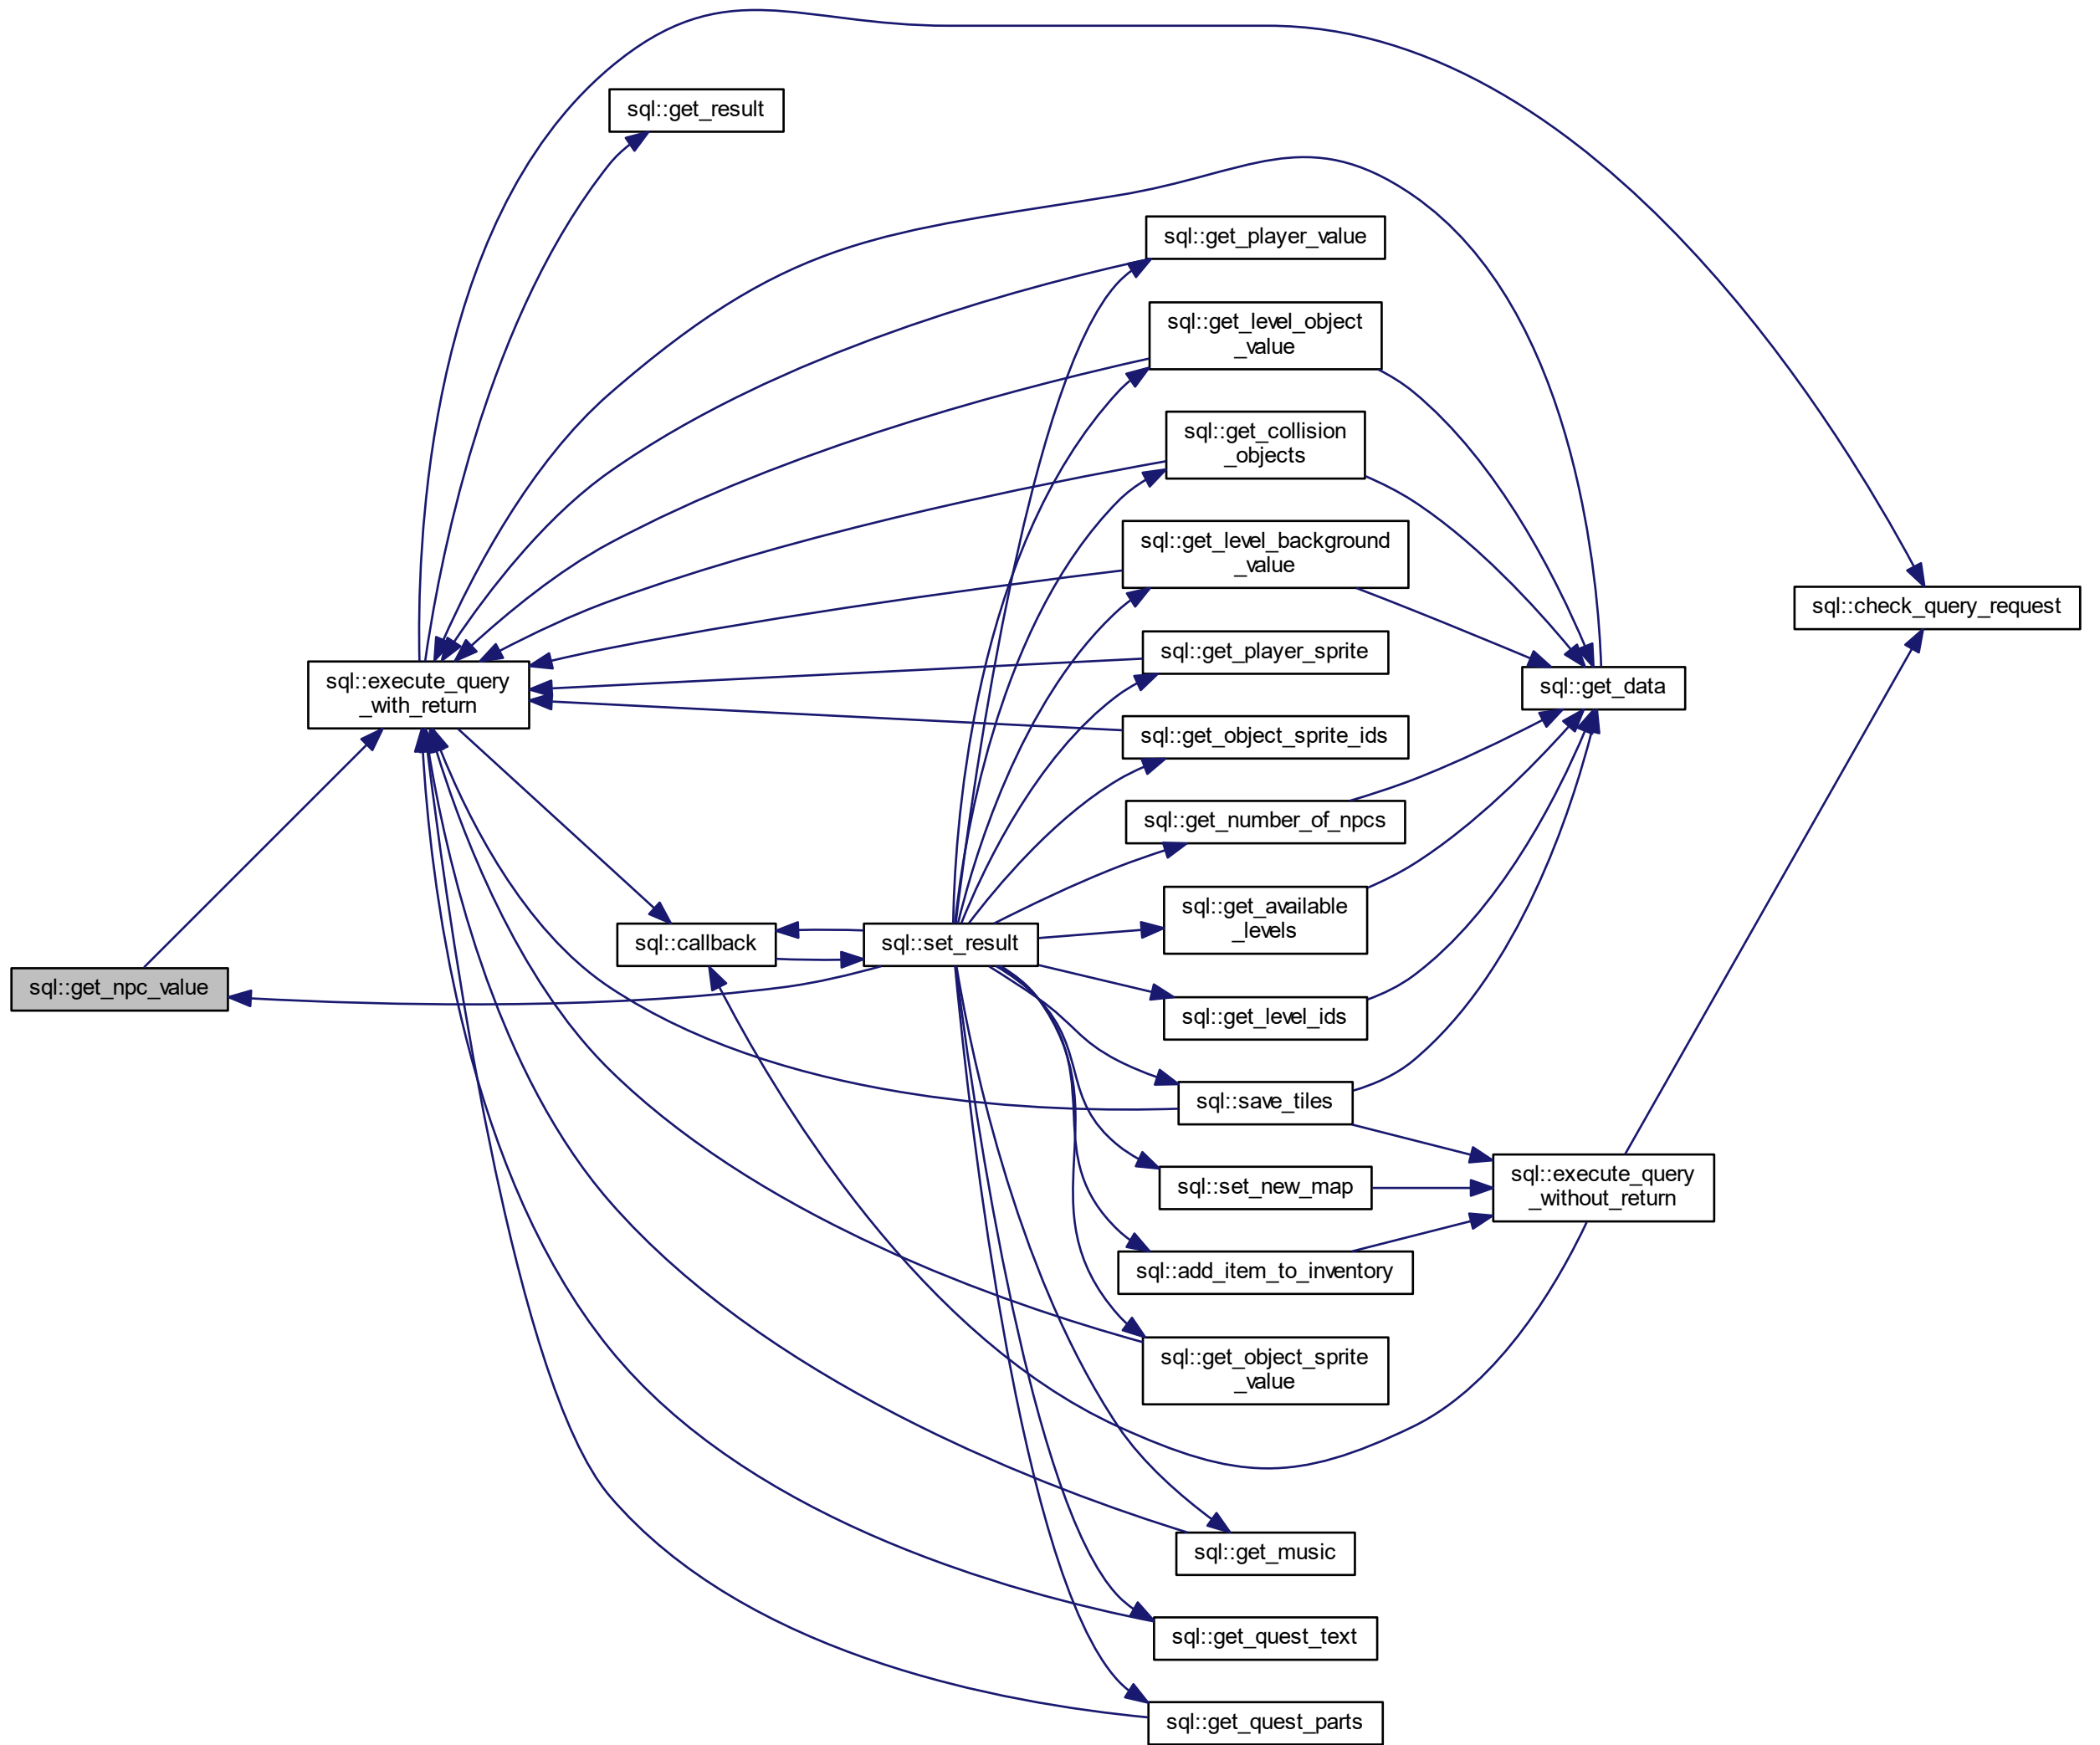 sql::get_result
sql::get_player_value
sql::get_level_object
_value
sql::get_collision
_objects
sql::get_level_background
_value
sql::check_query_request
sql::get_player_sprite
sql::execute_query
_with_return
sql::get_data
sql::get_object_sprite_ids
sql::get_number_of_npcs
sql::get_available
_levels
sql::callback
sql::set_result
sql::get_npc_value
sql::get_level_ids
sql::save_tiles
sql::set_new_map
sql::execute_query
_without_return
sql::add_item_to_inventory
sql::get_object_sprite
_value
sql::get_music
sql::get_quest_text
sql::get_quest_parts